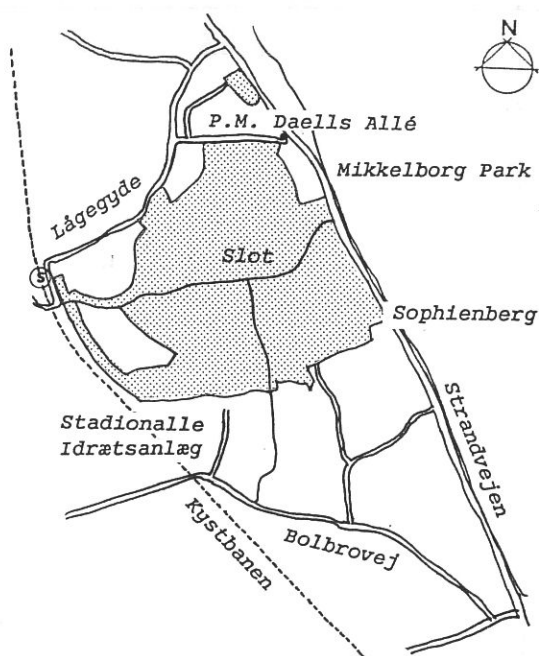 N
P.M. Daells Allé
Mikkelborg Park
Lågegyde
Slot
S
Sophienberg
Stadionalle
Idrætsanlæg
Strandvejen
Kystbanen
Bolbrovej